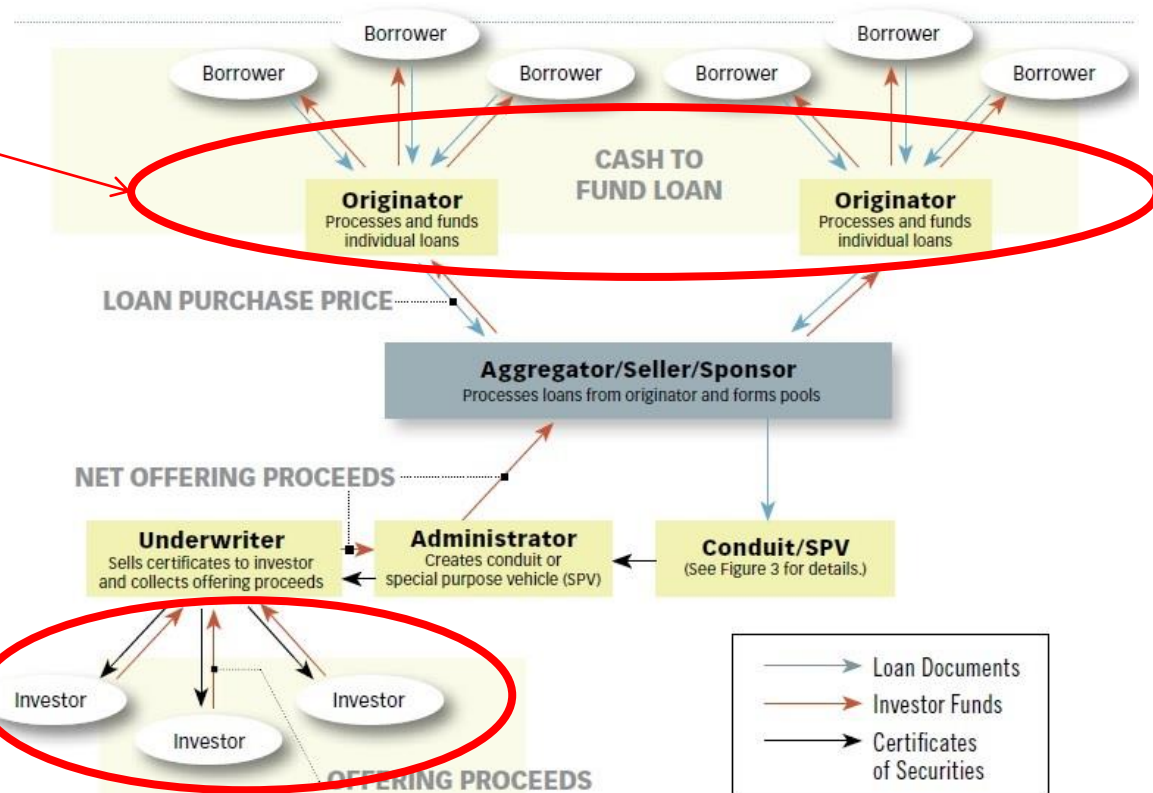 Borrower
Borrower
Borrower
Borrower
Borrower
Borrower
CASH TO
FUND LOAN
Originator
Processes and funds
individual loans
Originator
Processes and funds
individual loans
LOAN PURCHASE PRICE
Aggregator/Seller/Sponsor
Processes loans from originator and forms pools
NET OFFERING PROCEEDS
Underwriter
Sells certificates to investor
and collects offering proceeds
Administrator
Creates conduit or
special purpose vehicle (SPV)
Conduit/SPV
(See Figure 3 for details.)
Investor
Investor
Investor
OFFERING PROCEEDS
Loan Documents
Investor Funds
Certificates
of Securities